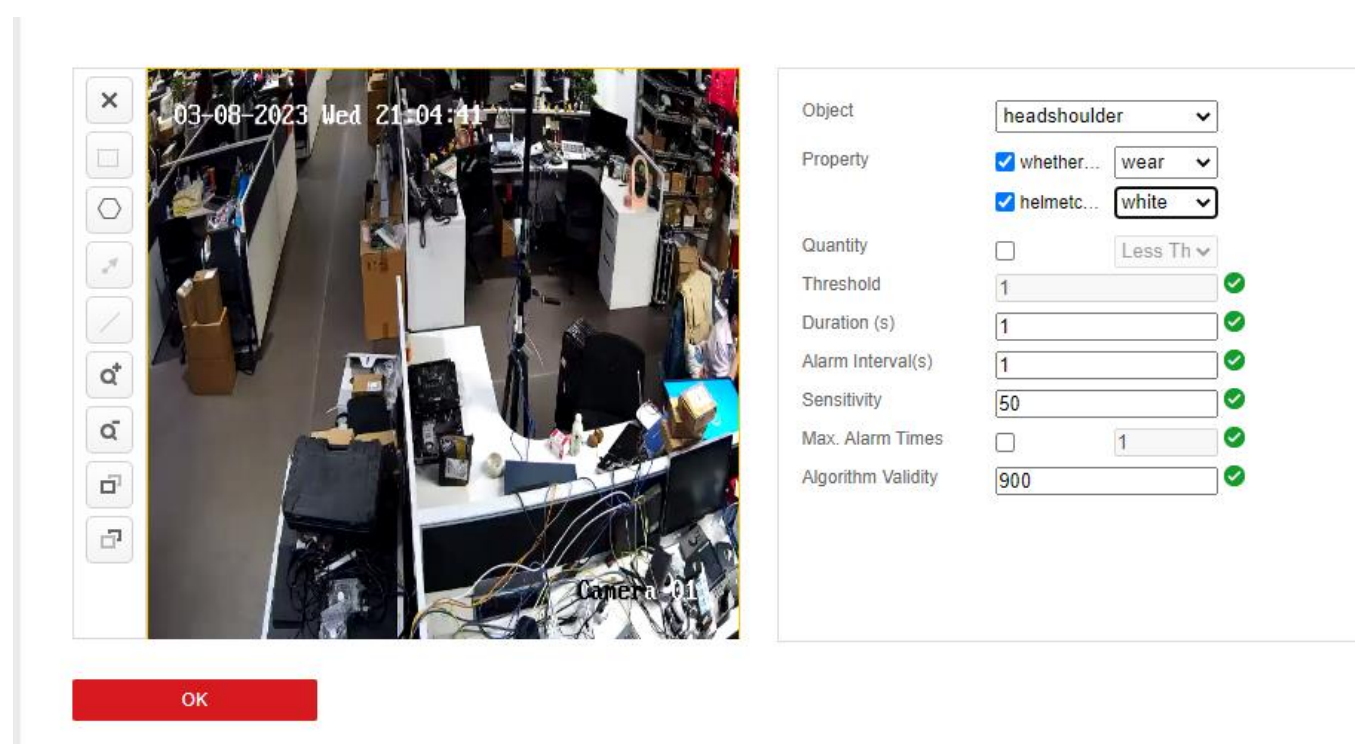 03-08-2023 Wed 21:04:41
Camera 01
Object
headshoulder
Property
whether... wear
helmetc... white
Quantity
Less Th
Threshold
1
Duration (s)
1
Alarm Interval(s)
1
Sensitivity
50
Max. Alarm Times
1
Algorithm Validity
900
OK